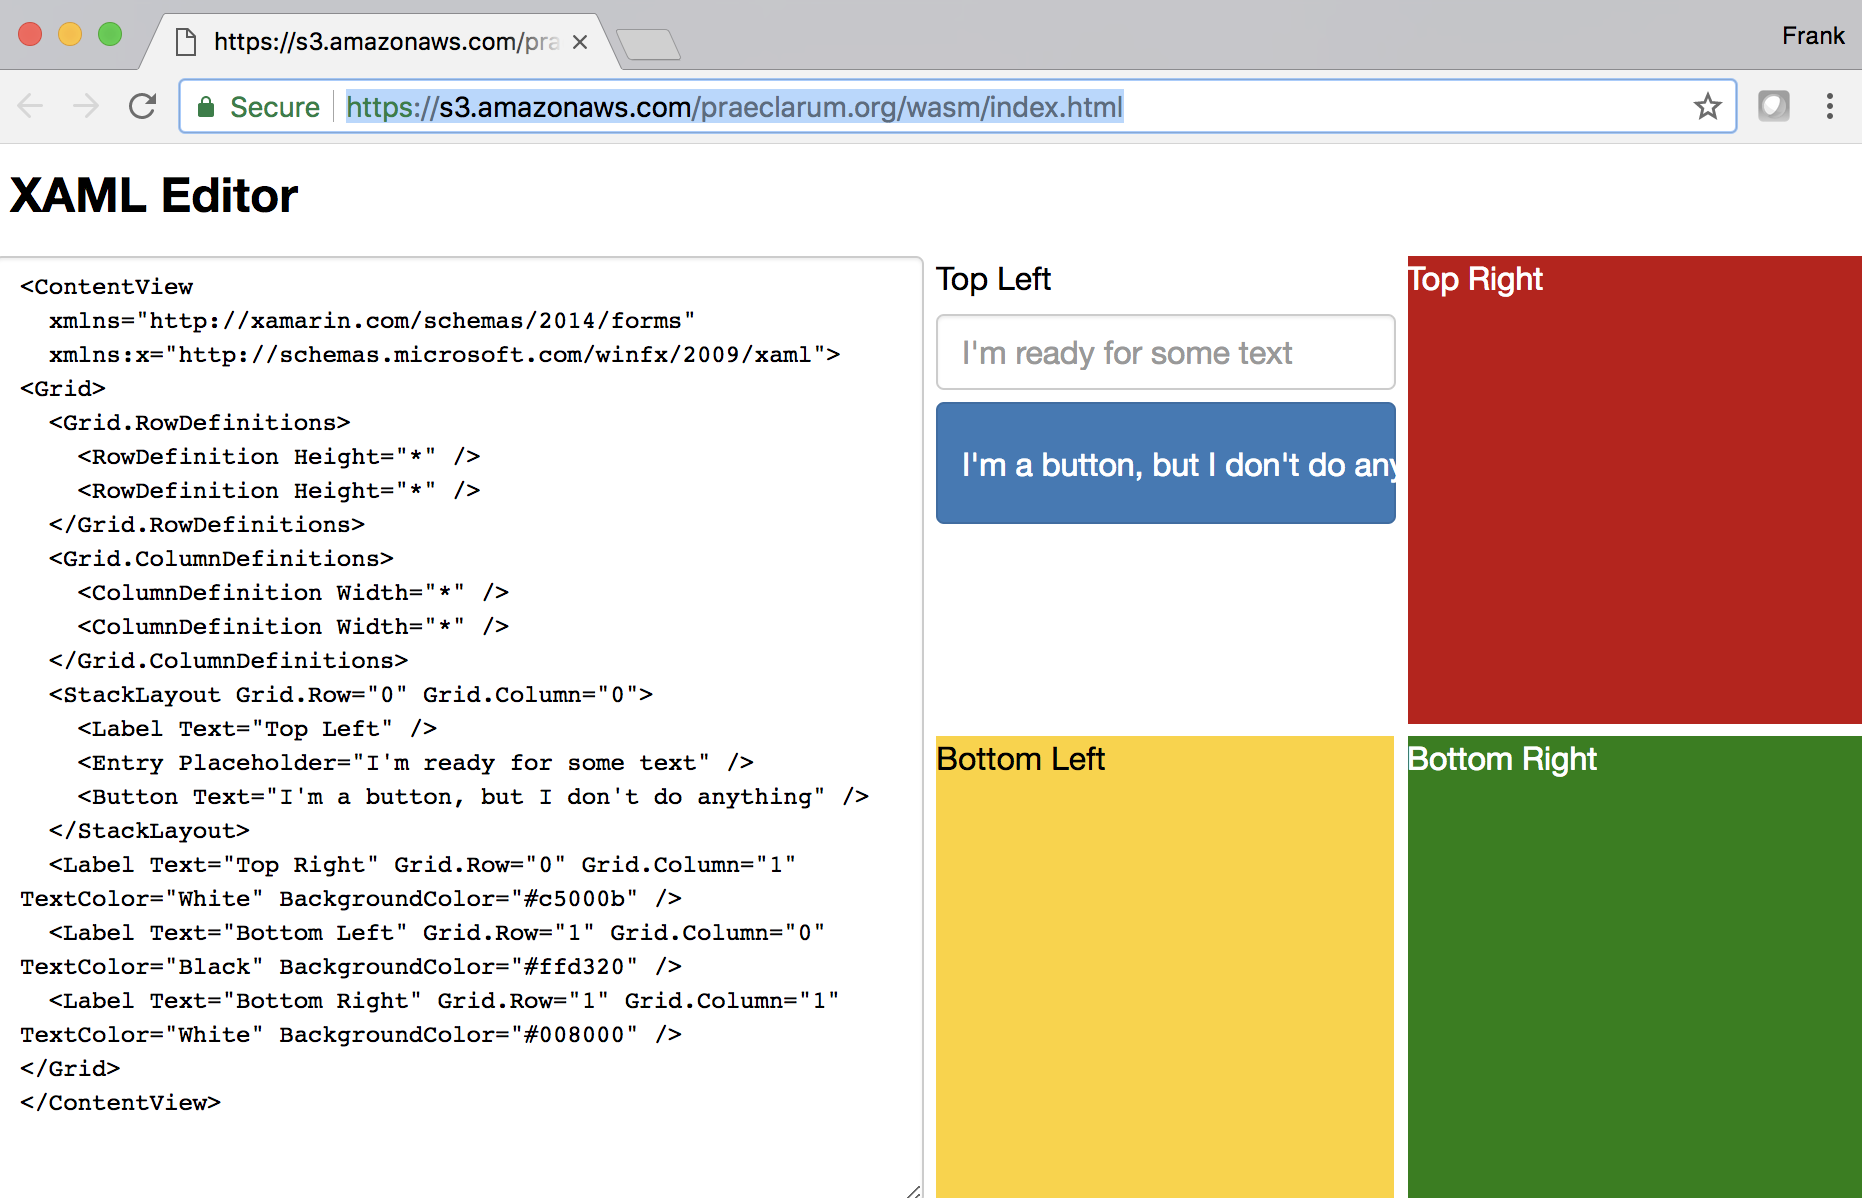 https://s3.amazonaws.com/pra
Frank
Secure
https://s3.amazonaws.com/praeclarum.org/wasm/index.html
XAML Editor
<ContentView
  xmlns="http://xamarin.com/schemas/2014/forms"
  xmlns:x="http://schemas.microsoft.com/winfx/2009/xaml">
<Grid>
  <Grid.RowDefinitions>
    <RowDefinition Height="*" />
    <RowDefinition Height="*" />
  </Grid.RowDefinitions>
  <Grid.ColumnDefinitions>
    <ColumnDefinition Width="*" />
    <ColumnDefinition Width="*" />
  </Grid.ColumnDefinitions>
  <StackLayout Grid.Row="0" Grid.Column="0">
    <Label Text="Top Left" />
    <Entry Placeholder="I'm ready for some text" />
    <Button Text="I'm a button, but I don't do anything" />
  </StackLayout>
  <Label Text="Top Right" Grid.Row="0" Grid.Column="1"
TextColor="White" BackgroundColor="#c5000b" />
  <Label Text="Bottom Left" Grid.Row="1" Grid.Column="0"
TextColor="Black" BackgroundColor="#ffd320" />
  <Label Text="Bottom Right" Grid.Row="1" Grid.Column="1"
TextColor="White" BackgroundColor="#008000" />
</Grid>
</ContentView>
Top Left
I'm ready for some text
I'm a button, but I don't do any
Top Right
Bottom Left
Bottom Right